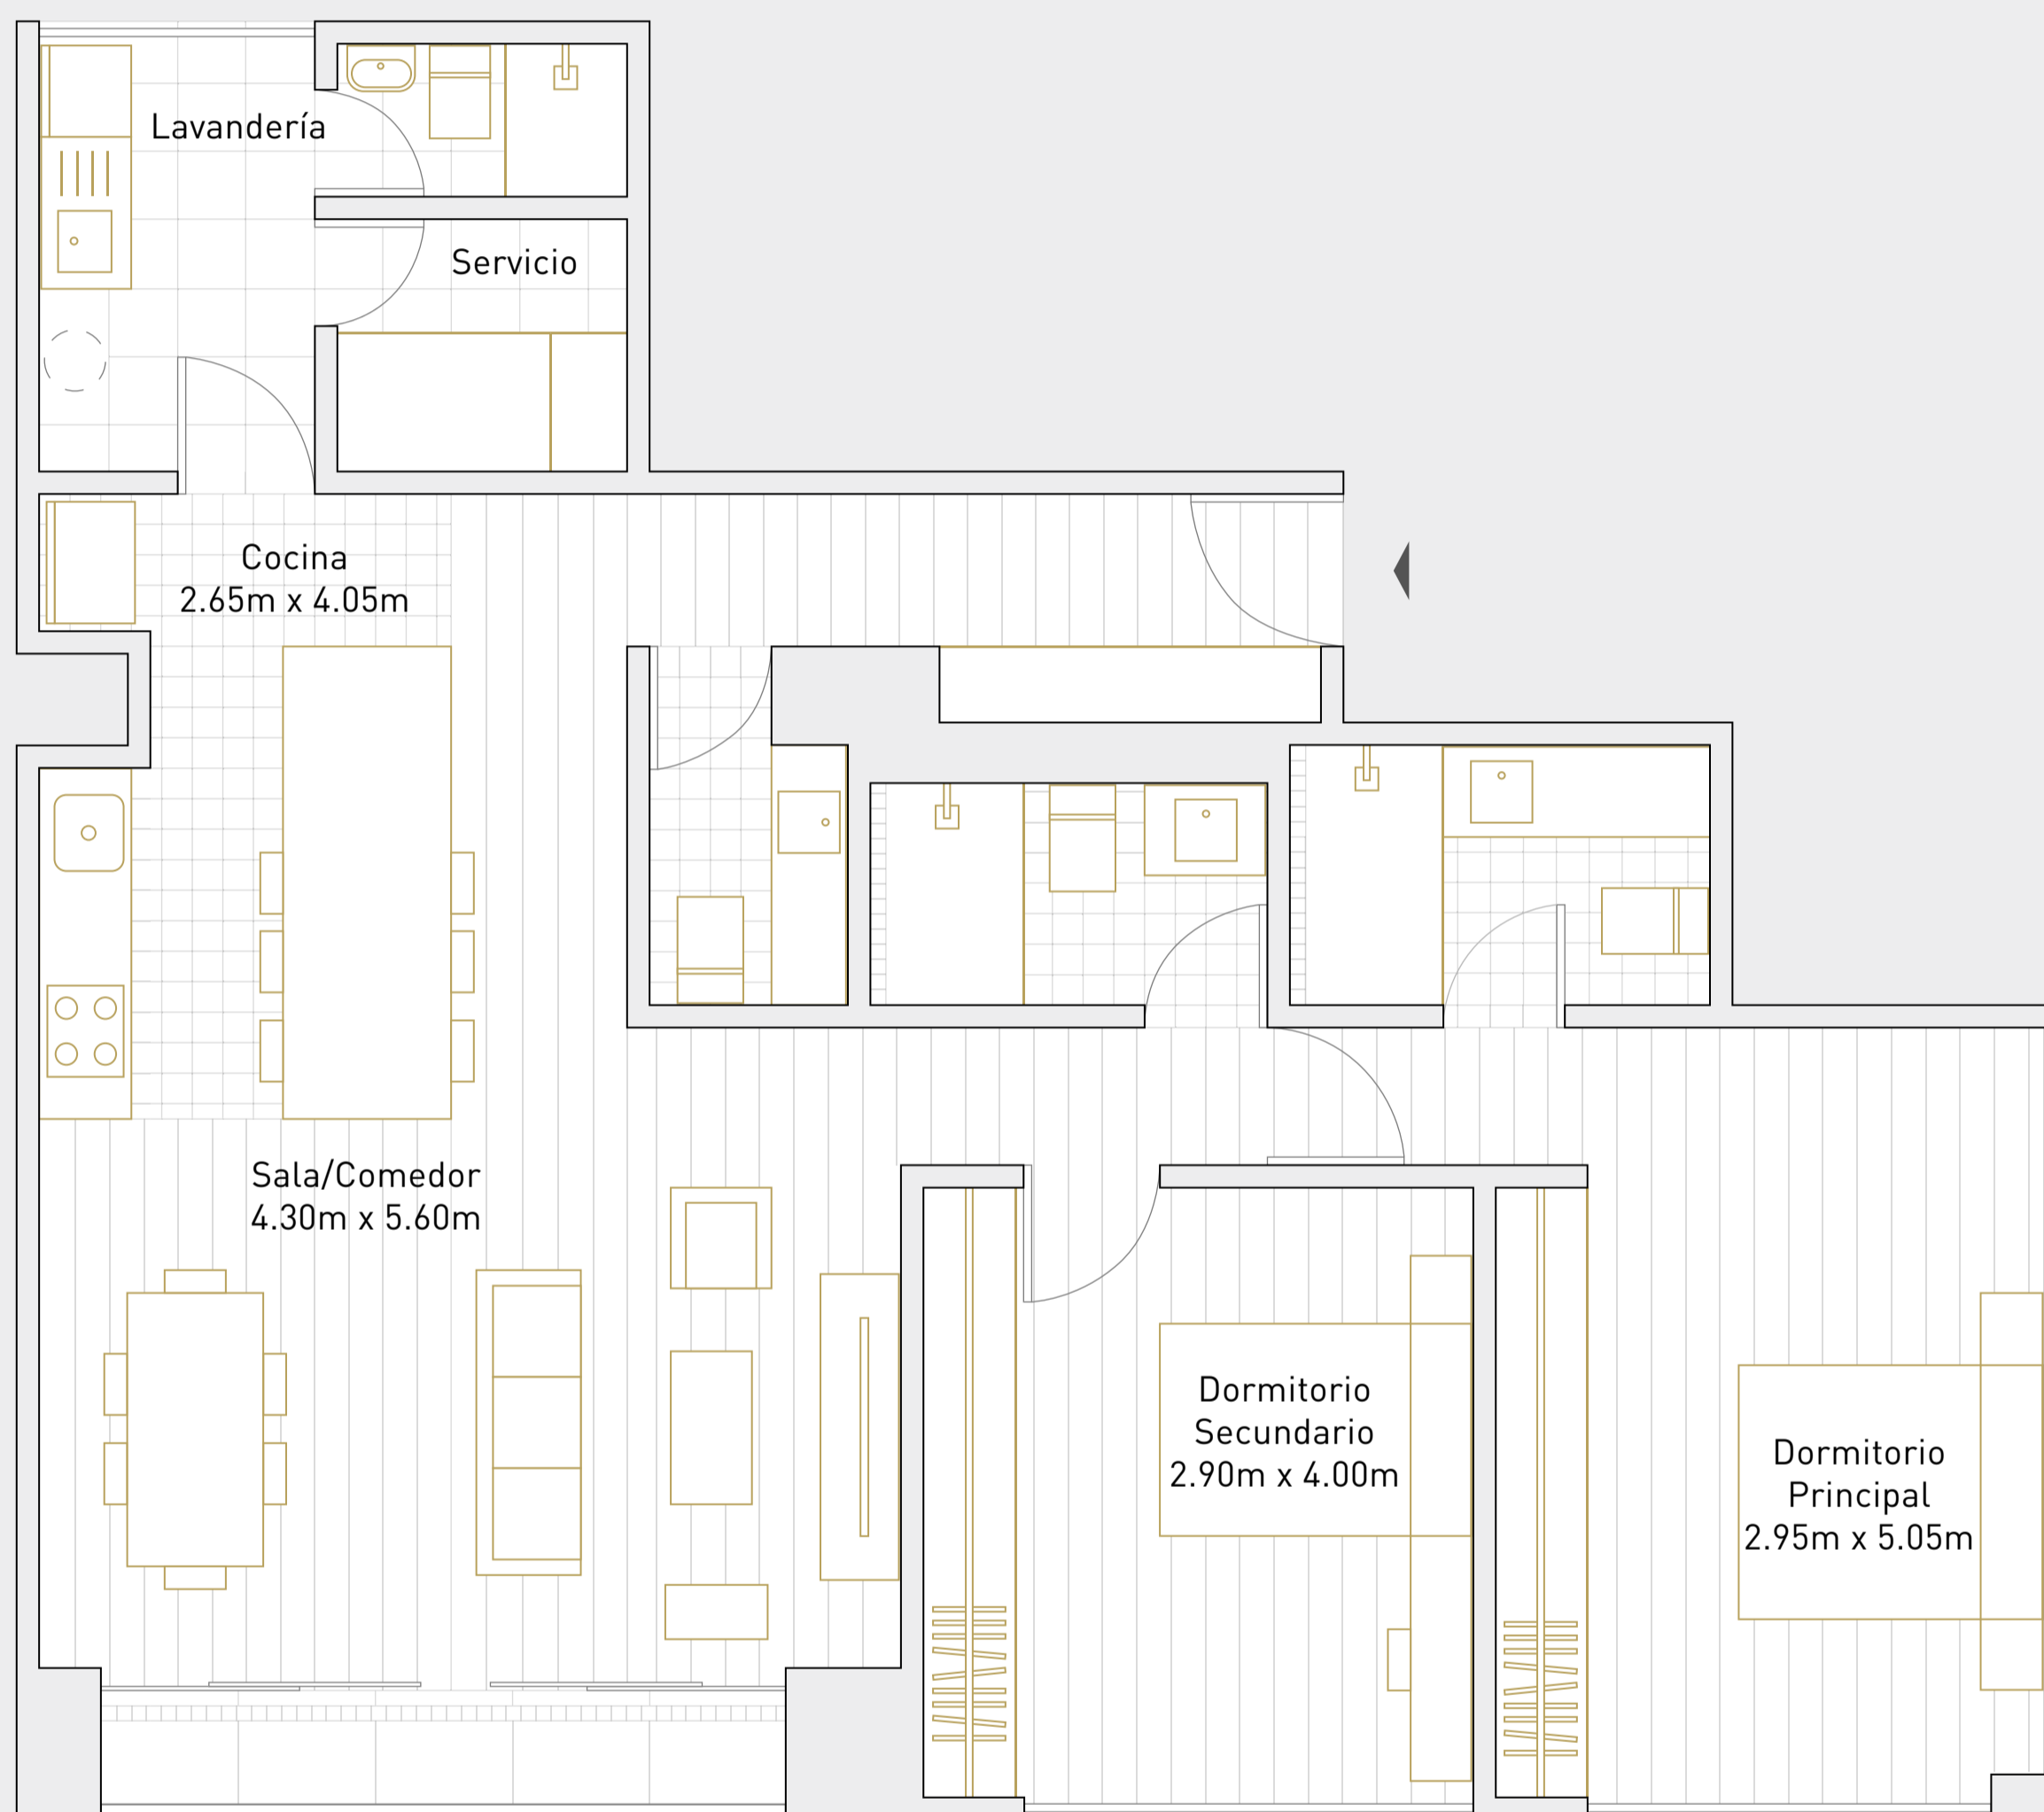 Lavandería
Servicio
Cocina
2.65m x 4.05m
Sala/Comedor
4.30m x 5.60m
Dormitorio
Secundario
2.90m x 4.00m
Dormitorio
Principal
2.95m x 5.05m